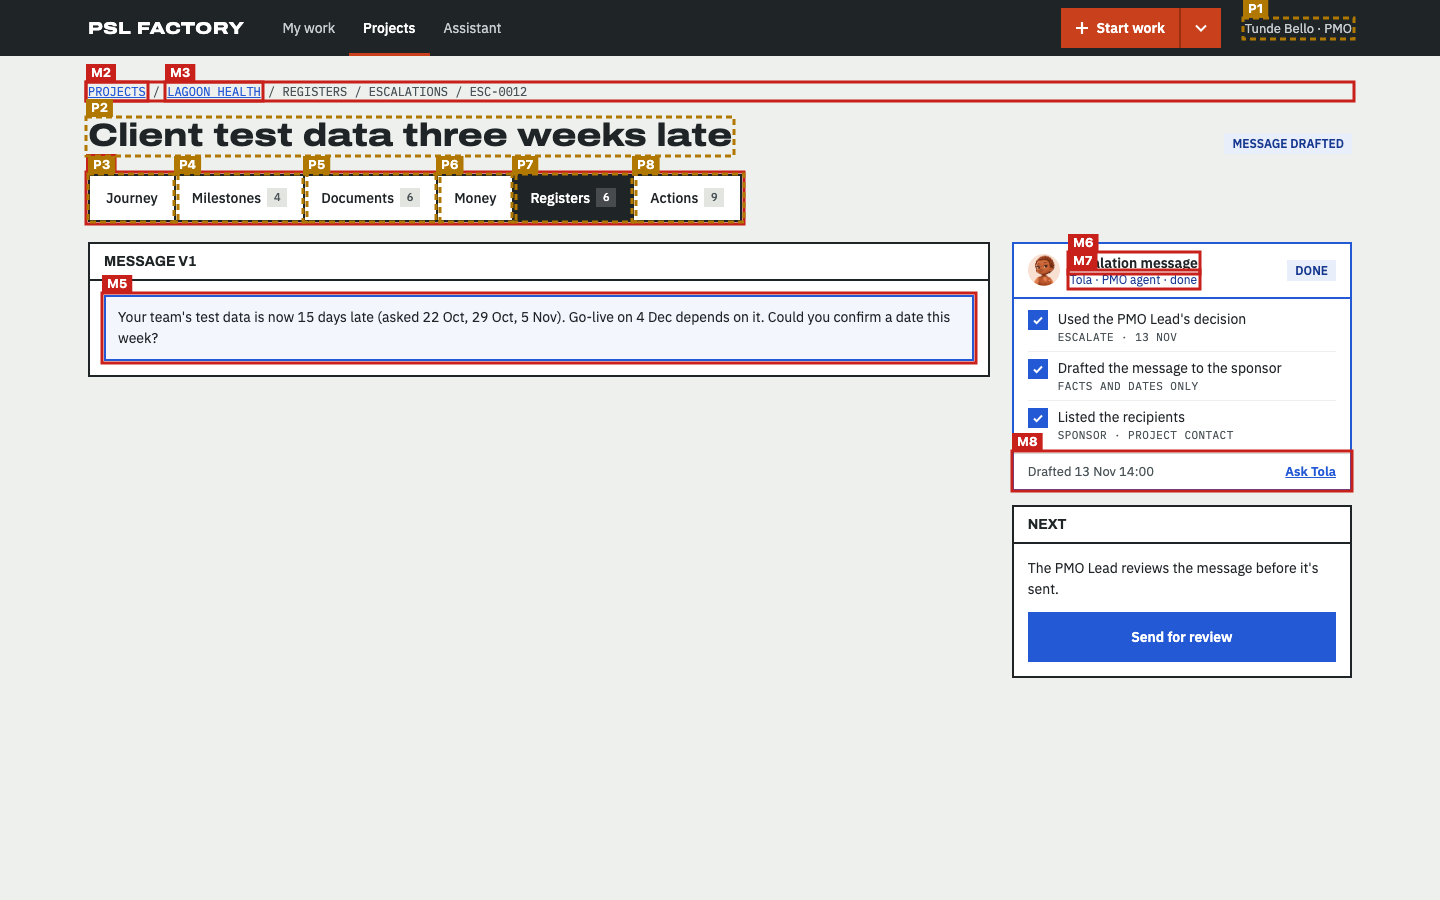 PSL FACTORY
My work
Projects
Assistant
Start work
P1
Tunde Bello · PMO
M2
M3
PROJECTS / LAGOON HEALTH / REGISTERS / ESCALATIONS / ESC-0012
P2
Client test data three weeks late
MESSAGE DRAFTED
P3
P4
P5
P6
P7
P8
Journey
Milestones 4
Documents 6
Money
Registers 6
Actions 9
MESSAGE V1
M5
Your team's test data is now 15 days late (asked 22 Oct, 29 Oct, 5 Nov). Go-live on 4 Dec depends on it. Could you confirm a date this
week?
M6
M7
message
Tola · PMO agent · done
DONE
Used the PMO Lead's decision
ESCALATE · 13 NOV
Drafted the message to the sponsor
FACTS AND DATES ONLY
Listed the recipients
SPONSOR · PROJECT CONTACT
M8
Drafted 13 Nov 14:00
Ask Tola
NEXT
The PMO Lead reviews the message before it's
sent.
Send for review